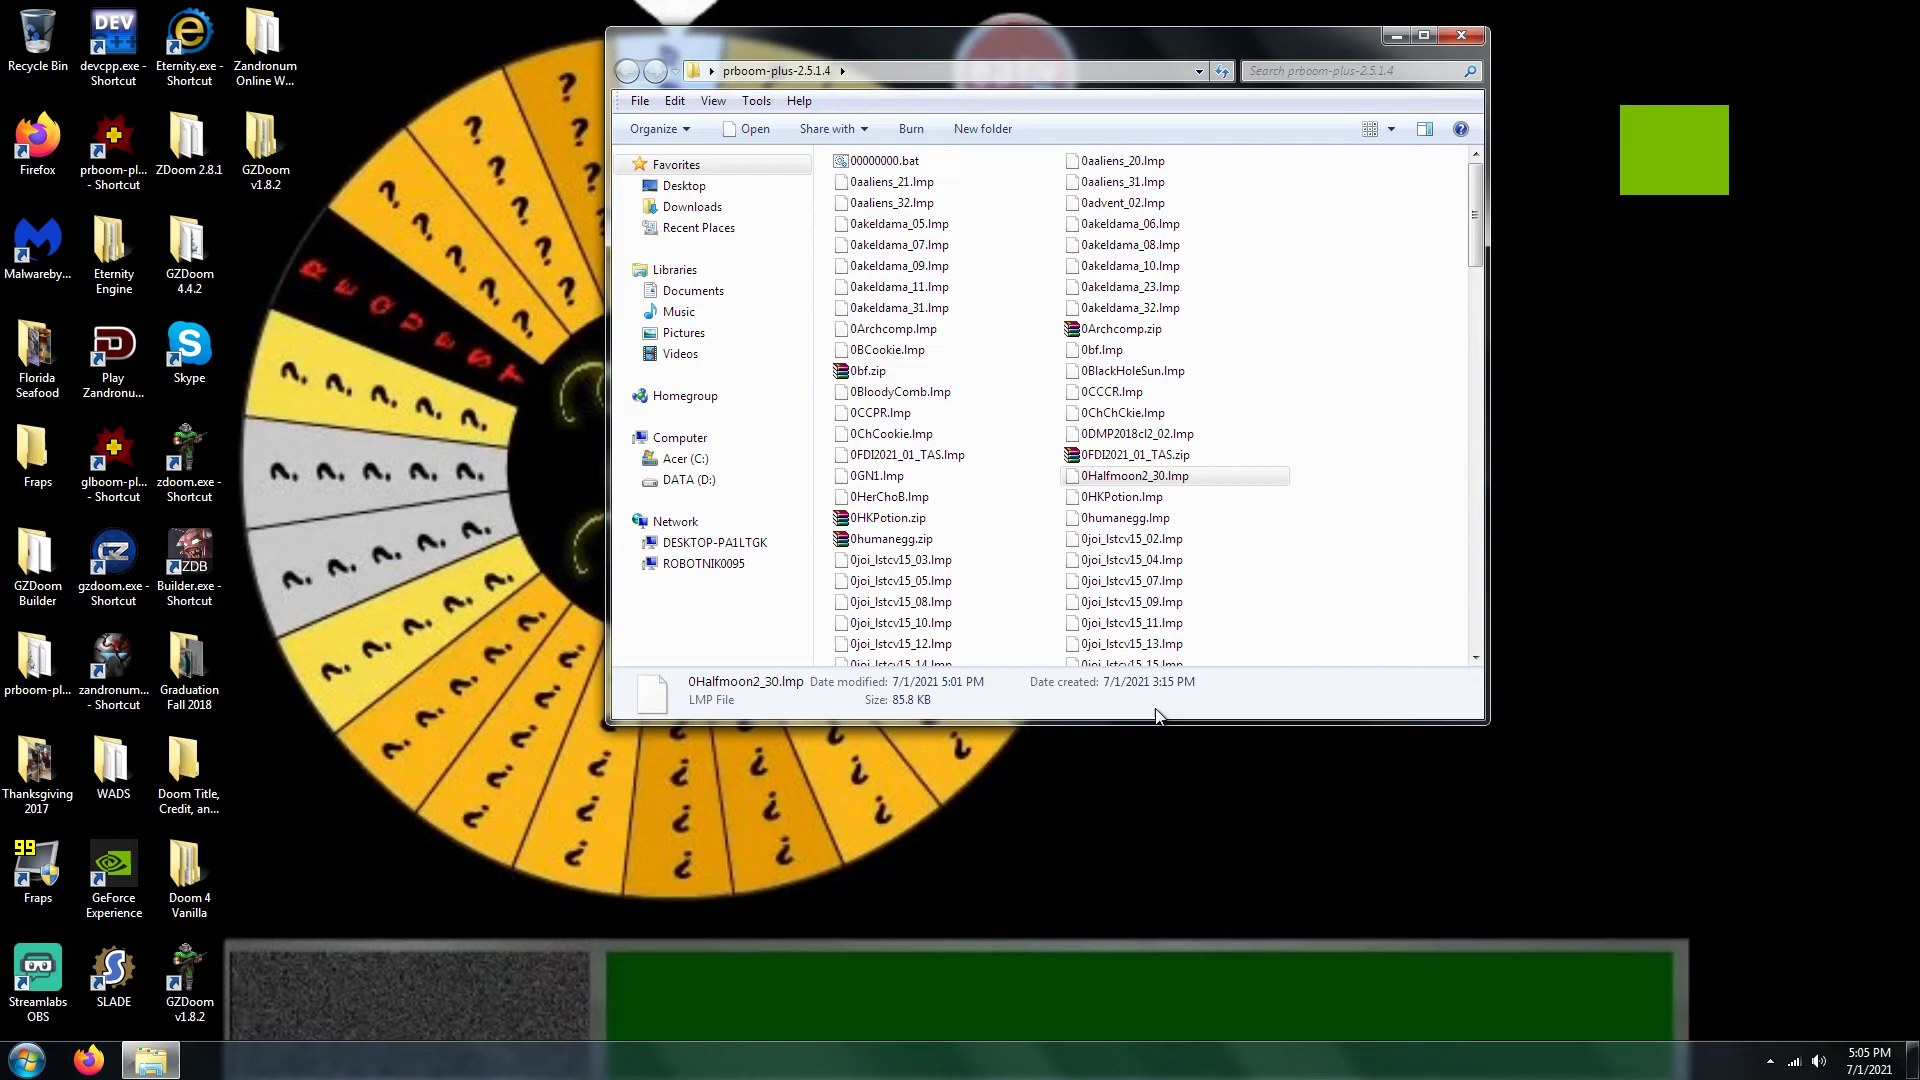 Recycle Bin
devcpp.exe - Shortcut
Eternity.exe - Shortcut
Zandronum Online W...
Firefox
prboom-pl... - Shortcut
ZDoom 2.8.1
GZDoom v1.8.2
Malwareby...
Eternity Engine
GZDoom 4.4.2
Florida Seafood
Play Zandronu...
Skype
Fraps
glboom-pl... - Shortcut
zdoom.exe - Shortcut
GZDoom Builder
gzdoom.exe - Shortcut
Builder.exe - Shortcut
prboom-pl...
zandronum... - Shortcut
Graduation Fall 2018
Thanksgiving 2017
WADS
Doom Title, Credit, an...
99
Fraps
GeForce Experience
Doom 4 Vanilla
Streamlabs OBS
SLADE
GZDoom v1.8.2
DEV
ZDB
REQUEST
? ? ? ? ?
prboom-plus-2.5.1.4
Search prboom-plus-2.5.1.4
File Edit View Tools Help
Organize Open Share with Burn New folder
Favorites
Desktop
Downloads
Recent Places
Libraries
Documents
Music
Pictures
Videos
Homegroup
Computer
Acer (C:)
DATA (D:)
Network
DESKTOP-PA1LTGK
ROBOTNIK0095
00000000.bat 0aaliens_20.lmp
0aaliens_21.lmp 0aaliens_31.lmp
0aaliens_32.lmp 0advent_02.lmp
0akeldama_05.lmp 0akeldama_06.lmp
0akeldama_07.lmp 0akeldama_08.lmp
0akeldama_09.lmp 0akeldama_10.lmp
0akeldama_11.lmp 0akeldama_23.lmp
0akeldama_31.lmp 0akeldama_32.lmp
0Archcomp.lmp 0Archcomp.zip
0BCookie.lmp 0bf.lmp
0bf.zip 0BlackHoleSun.lmp
0BloodyComb.lmp 0CCCR.lmp
0CCPR.lmp 0ChChCkie.lmp
0ChCookie.lmp 0DMP2018cl2_02.lmp
0FDI2021_01_TAS.lmp 0FDI2021_01_TAS.zip
0GN1.lmp 0Halfmoon2_30.lmp
0HerChoB.lmp 0HKPotion.lmp
0HKPotion.zip 0humanegg.lmp
0humanegg.zip 0joi_lstcv15_02.lmp
0joi_lstcv15_03.lmp 0joi_lstcv15_04.lmp
0joi_lstcv15_05.lmp 0joi_lstcv15_07.lmp
0joi_lstcv15_08.lmp 0joi_lstcv15_09.lmp
0joi_lstcv15_10.lmp 0joi_lstcv15_11.lmp
0joi_lstcv15_12.lmp 0joi_lstcv15_13.lmp
0joi_lstcv15_14.lmp 0joi_lstcv15_15.lmp
0Halfmoon2_30.lmp Date modified: 7/1/2021 5:01 PM Date created: 7/1/2021 3:15 PM
LMP File Size: 85.8 KB
5:05 PM
7/1/2021